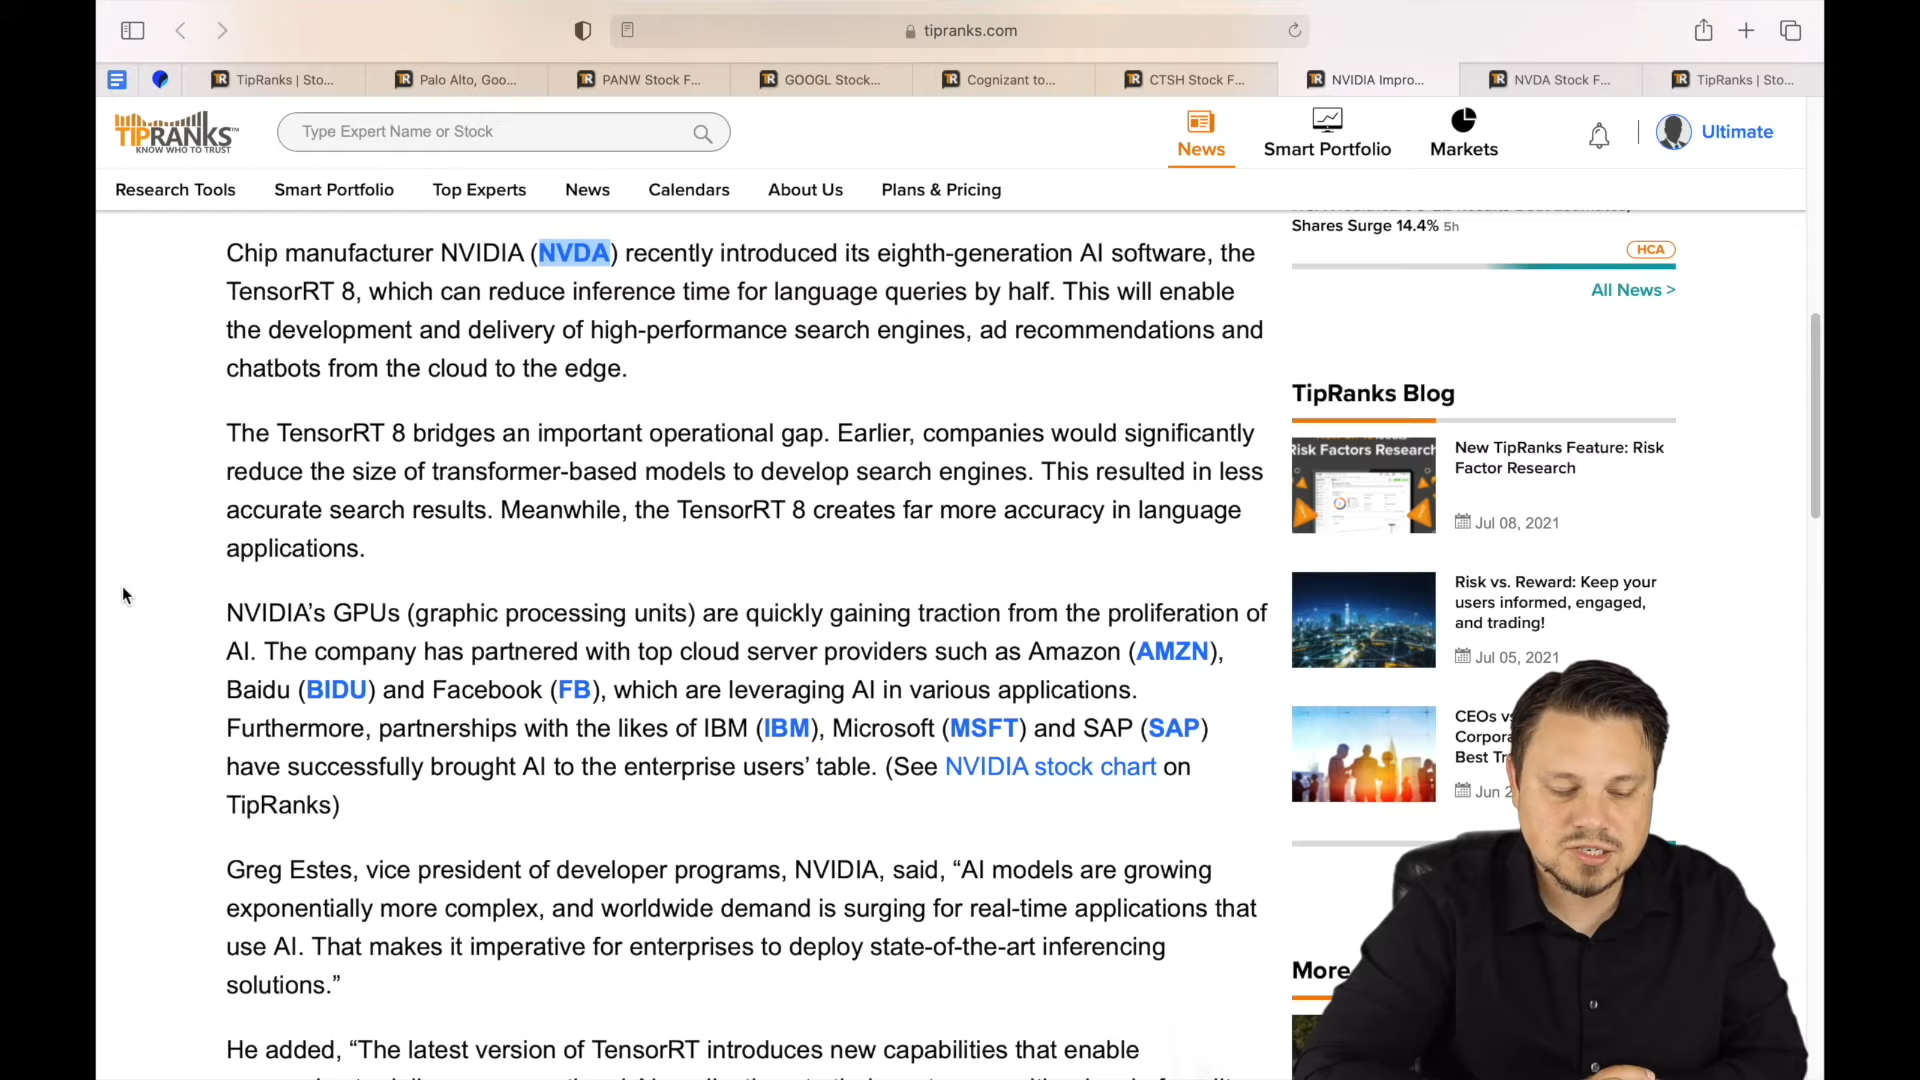 tipranks.com
TipRanks | Sto...
Palo Alto, Goo...
PANW Stock F...
GOOGL Stock...
Cognizant to...
CTSH Stock F...
NVIDIA Impro...
NVDA Stock F...
TipRanks | Sto...
TIPRANKS
KNOW WHO TO TRUST
Type Expert Name or Stock
News
Smart Portfolio
Markets
Ultimate
Research Tools
Smart Portfolio
Top Experts
News
Calendars
About Us
Plans & Pricing
Chip manufacturer NVIDIA (NVDA) recently introduced its eighth-generation AI software, the
TensorRT 8, which can reduce inference time for language queries by half. This will enable
the development and delivery of high-performance search engines, ad recommendations and
chatbots from the cloud to the edge.
The TensorRT 8 bridges an important operational gap. Earlier, companies would significantly
reduce the size of transformer-based models to develop search engines. This resulted in less
accurate search results. Meanwhile, the TensorRT 8 creates far more accuracy in language
applications.
NVIDIA’s GPUs (graphic processing units) are quickly gaining traction from the proliferation of
AI. The company has partnered with top cloud server providers such as Amazon (AMZN),
Baidu (BIDU) and Facebook (FB), which are leveraging AI in various applications.
Furthermore, partnerships with the likes of IBM (IBM), Microsoft (MSFT) and SAP (SAP)
have successfully brought AI to the enterprise users’ table. (See NVIDIA stock chart on
TipRanks)
Greg Estes, vice president of developer programs, NVIDIA, said, “AI models are growing
exponentially more complex, and worldwide demand is surging for real-time applications that
use AI. That makes it imperative for enterprises to deploy state-of-the-art inferencing
solutions.”
He added, “The latest version of TensorRT introduces new capabilities that enable
Shares Surge 14.4% 5h
HCA
All News >
TipRanks Blog
Risk Factors Research
New TipRanks Feature: Risk
Factor Research
Jul 08, 2021
Risk vs. Reward: Keep your
users informed, engaged,
and trading!
Jul 05, 2021
CEOs vs
Corpora
Best Tr
Jun 2
More